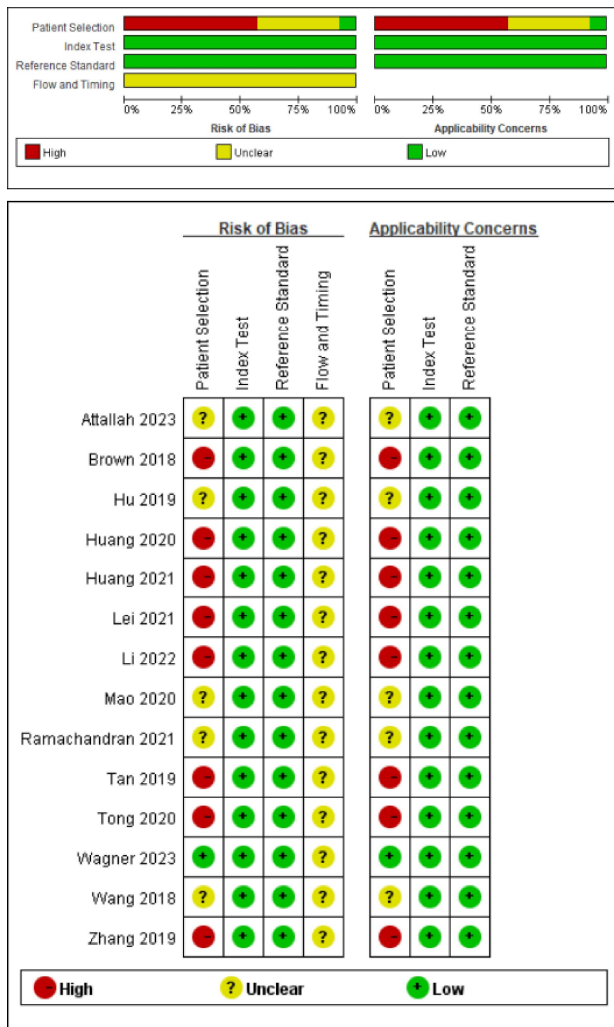 Patient Selection
Index Test
Reference Standard
Flow and Timing
0% 25% 50% 75% 100% 0% 25% 50% 75% 100%
Risk of Bias Applicability Concerns
High Unclear Low
Risk of Bias Applicability Concerns
Patient Selection Index Test Reference Standard Flow and Timing Patient Selection Index Test Reference Standard
Attallah 2023 ? + + ? ? + +
Brown 2018 - + + ? - + +
Hu 2019 ? + + ? ? + +
Huang 2020 - + + ? - + +
Huang 2021 - + + ? - + +
Lei 2021 - + + ? - + +
Li 2022 - + + ? - + +
Mao 2020 ? + + ? ? + +
Ramachandran 2021 ? + + ? ? + +
Tan 2019 - + + ? - + +
Tong 2020 - + + ? - + +
Wagner 2023 + + + ? + + +
Wang 2018 ? + + ? ? + +
Zhang 2019 - + + ? - + +
- High ? Unclear + Low